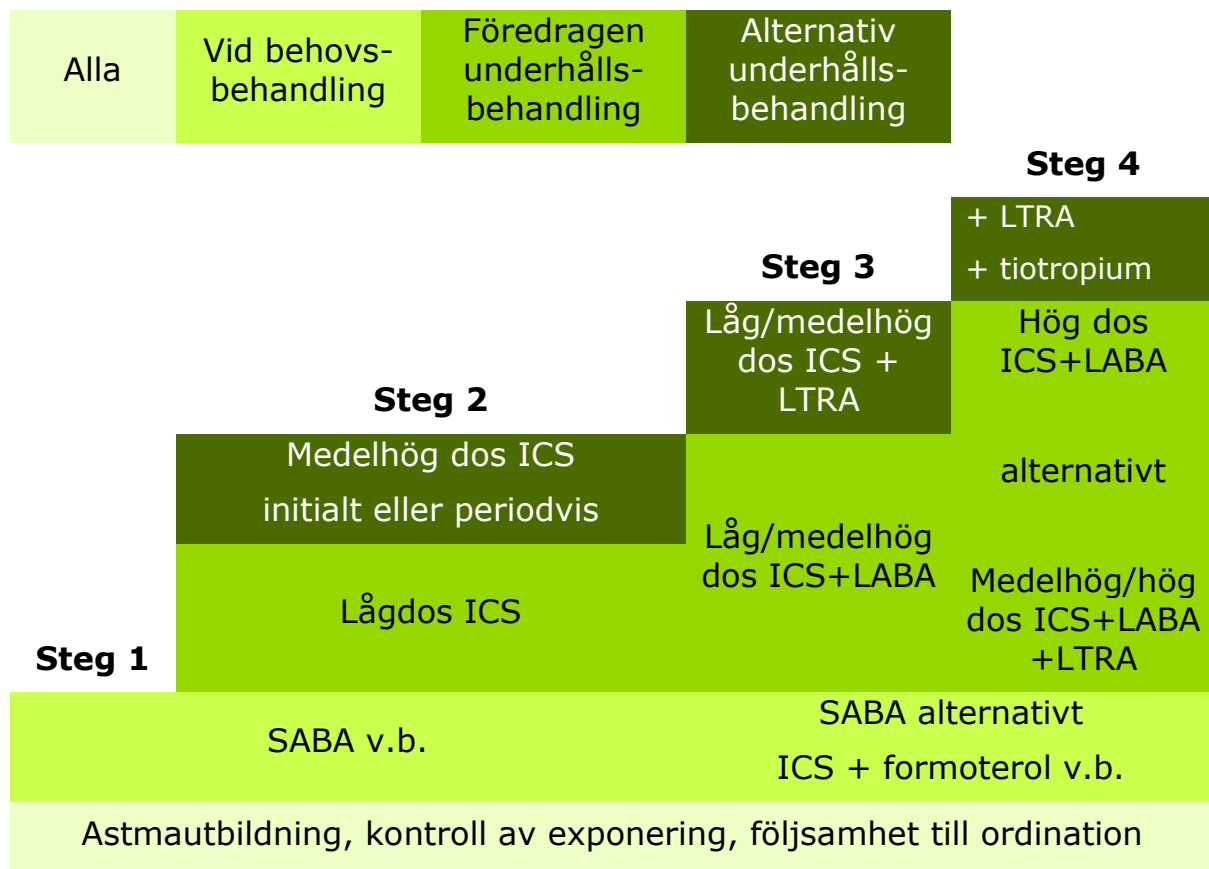 Alla
Vid behovs-
behandling
Föredragen
underhålls-
behandling
Alternativ
underhålls-
behandling
Steg 4
+ LTRA
+ tiotropium
Hög dos
ICS+LABA
alternativt
Medelhög/hög
dos ICS+LABA
+LTRA
Steg 3
Låg/medelhög
dos ICS +
LTRA
Låg/medelhög
dos ICS+LABA
Steg 2
Medelhög dos ICS
initialt eller periodvis
Lågdos ICS
Steg 1
SABA v.b.
SABA alternativt
ICS + formoterol v.b.
Astmautbildning, kontroll av exponering, följsamhet till ordination